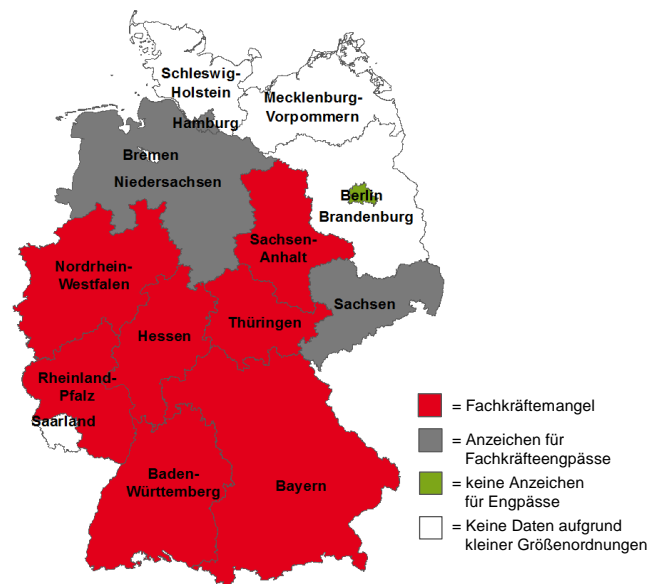 Schleswig-
Holstein
Mecklenburg-
Vorpommern
Hamburg
Bremen
Niedersachsen
Berlin
Brandenburg
Sachsen-
Anhalt
Nordrhein-
Westfalen
Sachsen
Thüringen
Hessen
Rheinland-
Pfalz
Saarland
Baden-
Württemberg
Bayern
= Fachkräftemangel
= Anzeichen für
Fachkräfteengpässe
= keine Anzeichen
für Engpässe
= Keine Daten aufgrund
kleiner Größenordnungen